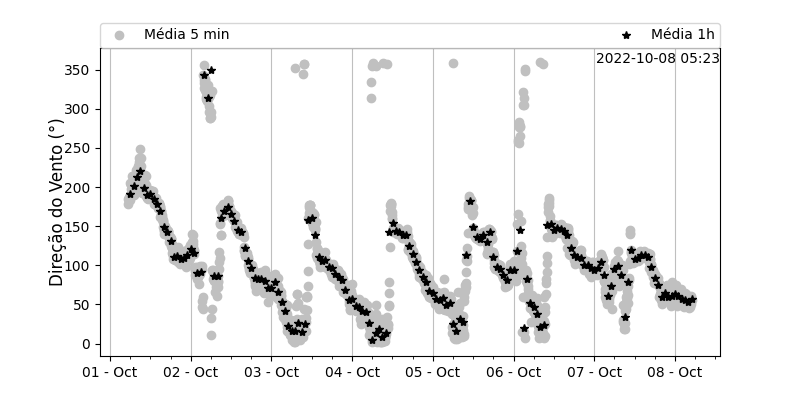 Média 5 min
Média 1h
2022-10-08 05:23
Direção do Vento (°)
350
300
250
200
150
100
50
0
01 - Oct
02 - Oct
03 - Oct
04 - Oct
05 - Oct
06 - Oct
07 - Oct
08 - Oct